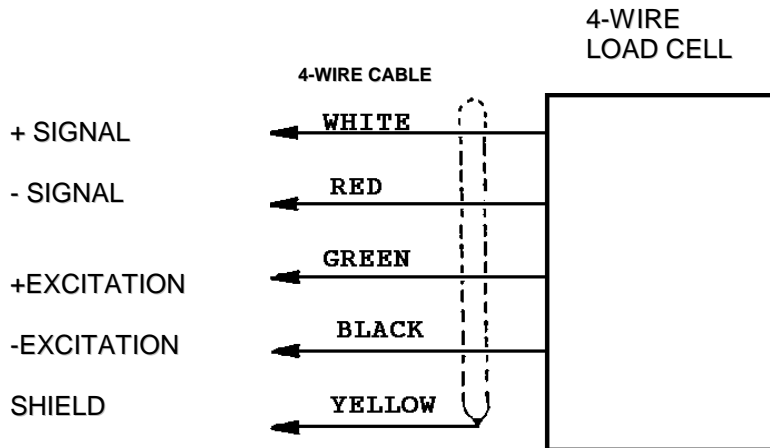 4-WIRE
LOAD CELL
4-WIRE CABLE
+ SIGNAL
WHITE
- SIGNAL
RED
+EXCITATION
GREEN
-EXCITATION
BLACK
SHIELD
YELLOW